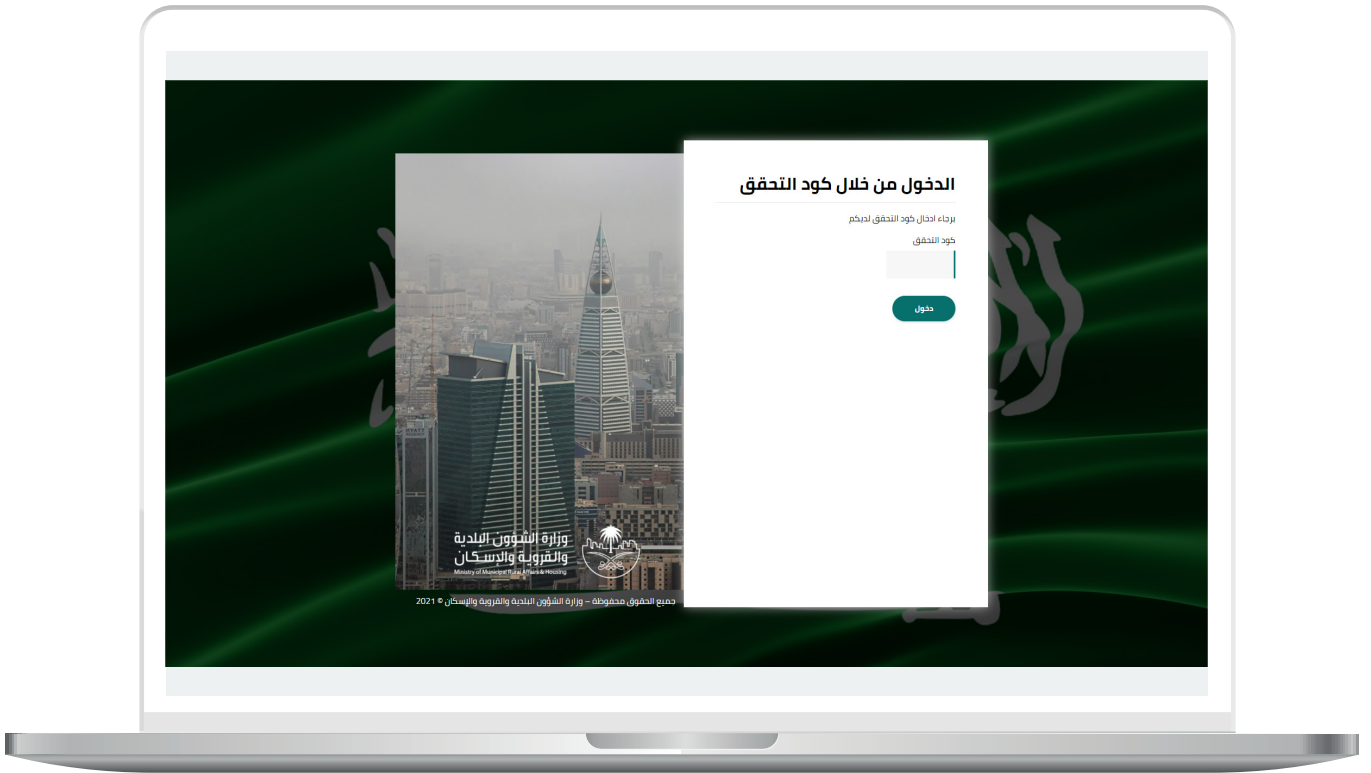 الدخول من خلال كود التحقق
برجاء ادخال كود التحقق لديكم
كود التحقق
دخول
وزارة الشؤون البلدية
والقروية والإسكان
Ministry of Municipal Rural Affairs & Housing
جميع الحقوق محفوظة – وزارة الشؤون البلدية والقروية والإسكان © 2021